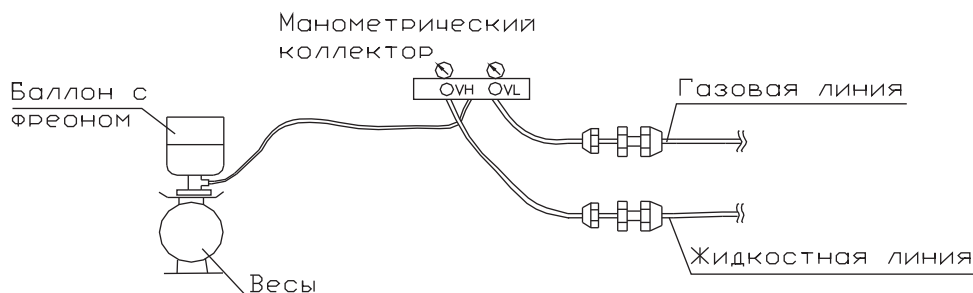 Манометрический
коллектор
Баллон с
фреоном
VH
VL
Газовая линия
Жидкостная линия
Весы